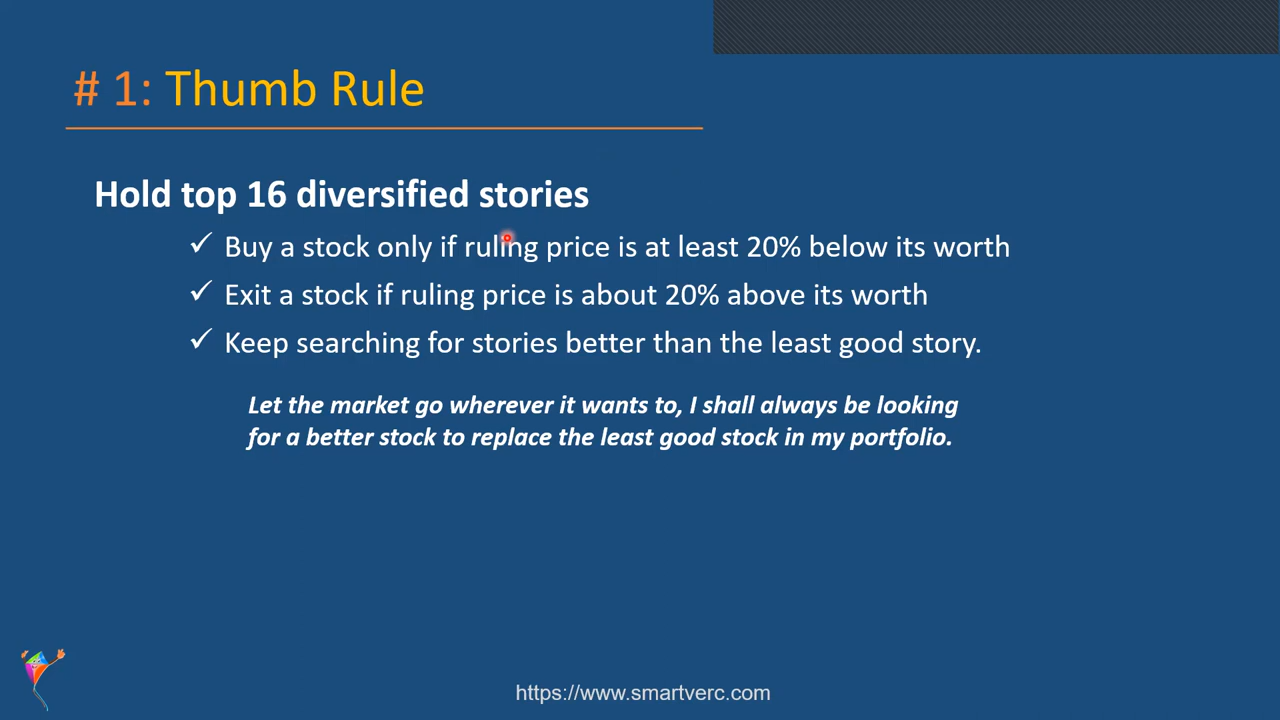 # 1: Thumb Rule
Hold top 16 diversified stories
✓ Buy a stock only if ruling price is at least 20% below its worth
✓ Exit a stock if ruling price is about 20% above its worth
✓ Keep searching for stories better than the least good story.
Let the market go wherever it wants to, I shall always be looking
for a better stock to replace the least good stock in my portfolio.
https://www.smartverc.com